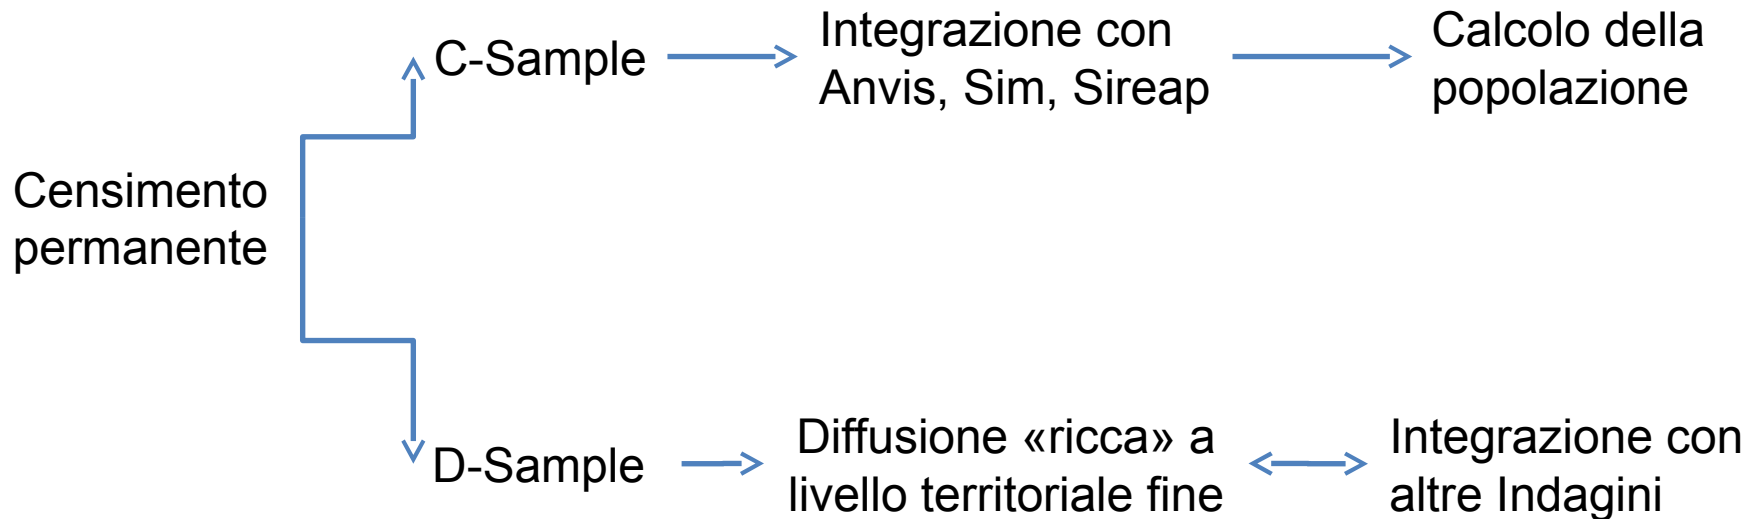 Censimento
permanente
C-Sample
Integrazione con
Anvis, Sim, Sireap
Calcolo della
popolazione
D-Sample
Diffusione «ricca» a
livello territoriale fine
Integrazione con
altre Indagini